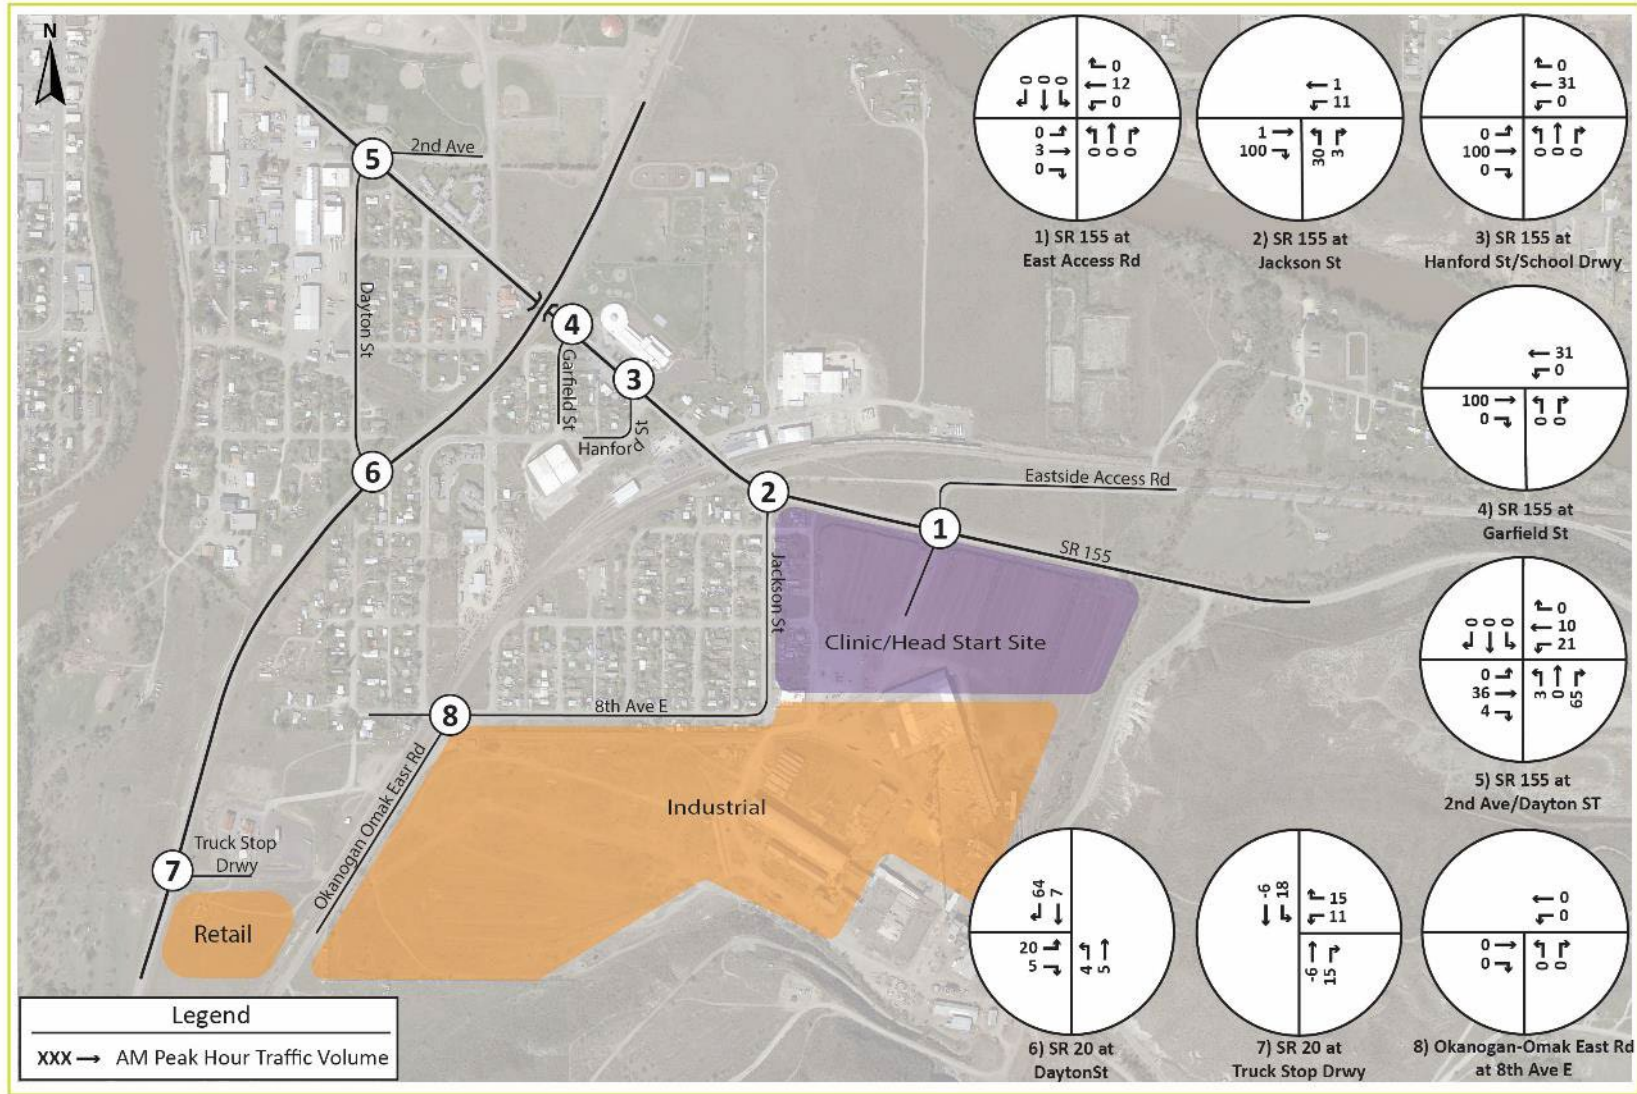 N
5
2nd Ave
Dayton St
4
Garfield St
3
Hanford St
6
2
Eastside Access Rd
1
SR 155
Jackson St
Clinic/Head Start Site
8th Ave E
8
Okanogan Omak East Rd
Industrial
Truck Stop
Drwy
7
Retail
Legend
XXX → AM Peak Hour Traffic Volume
0 0 0
0
12
0
0
3
0
0 0 0
1) SR 155 at
East Access Rd
1
11
1
100
30 3
2) SR 155 at
Jackson St
0
31
0
0
100
0
0 0 0
3) SR 155 at
Hanford St/School Drwy
31
0
100
0
0 0
4) SR 155 at
Garfield St
0 0 0
0
10
21
0
36
4
3 0 65
5) SR 155 at
2nd Ave/Dayton ST
64 7
20
5
4 5
6) SR 20 at
DaytonSt
-6 18
15
11
-6 15
7) SR 20 at
Truck Stop Drwy
0
0
0
0
0 0
8) Okanogan-Omak East Rd
at 8th Ave E